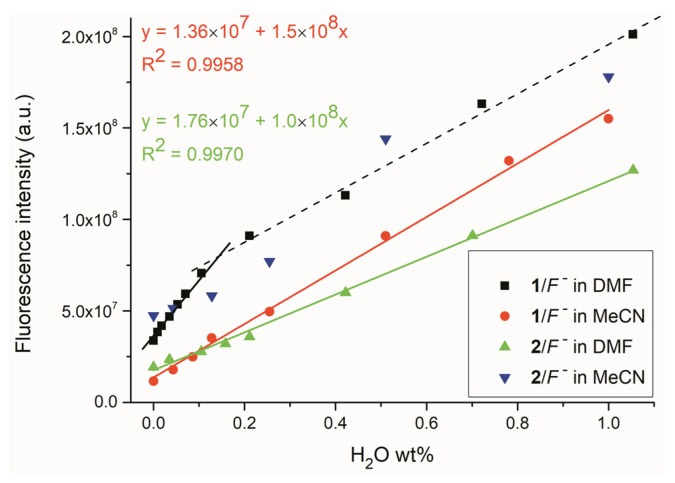 y = 1.36×10⁷ + 1.5×10⁸x
R² = 0.9958
y = 1.76×10⁷ + 1.0×10⁸x
R² = 0.9970
Fluorescence intensity (a.u.)
2.0x10⁸
1.5x10⁸
1.0x10⁸
5.0x10⁷
0.0
1/F⁻ in DMF
1/F⁻ in MeCN
2/F⁻ in DMF
2/F⁻ in MeCN
0.0 0.2 0.4 0.6 0.8 1.0
H₂O wt%